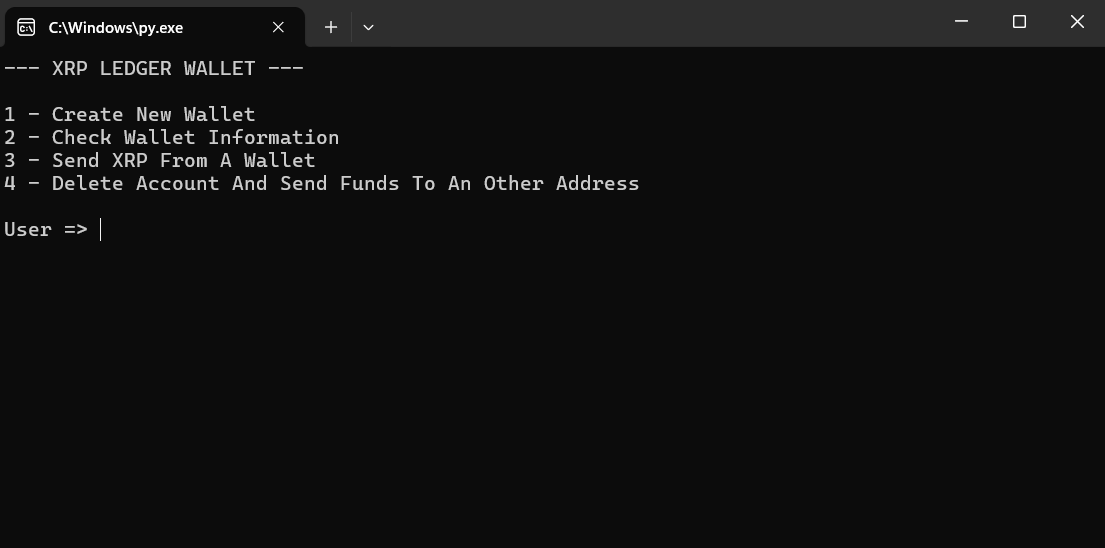 C:\Windows\py.exe
--- XRP LEDGER WALLET ---
1 - Create New Wallet
2 - Check Wallet Information
3 - Send XRP From A Wallet
4 - Delete Account And Send Funds To An Other Address
User =>